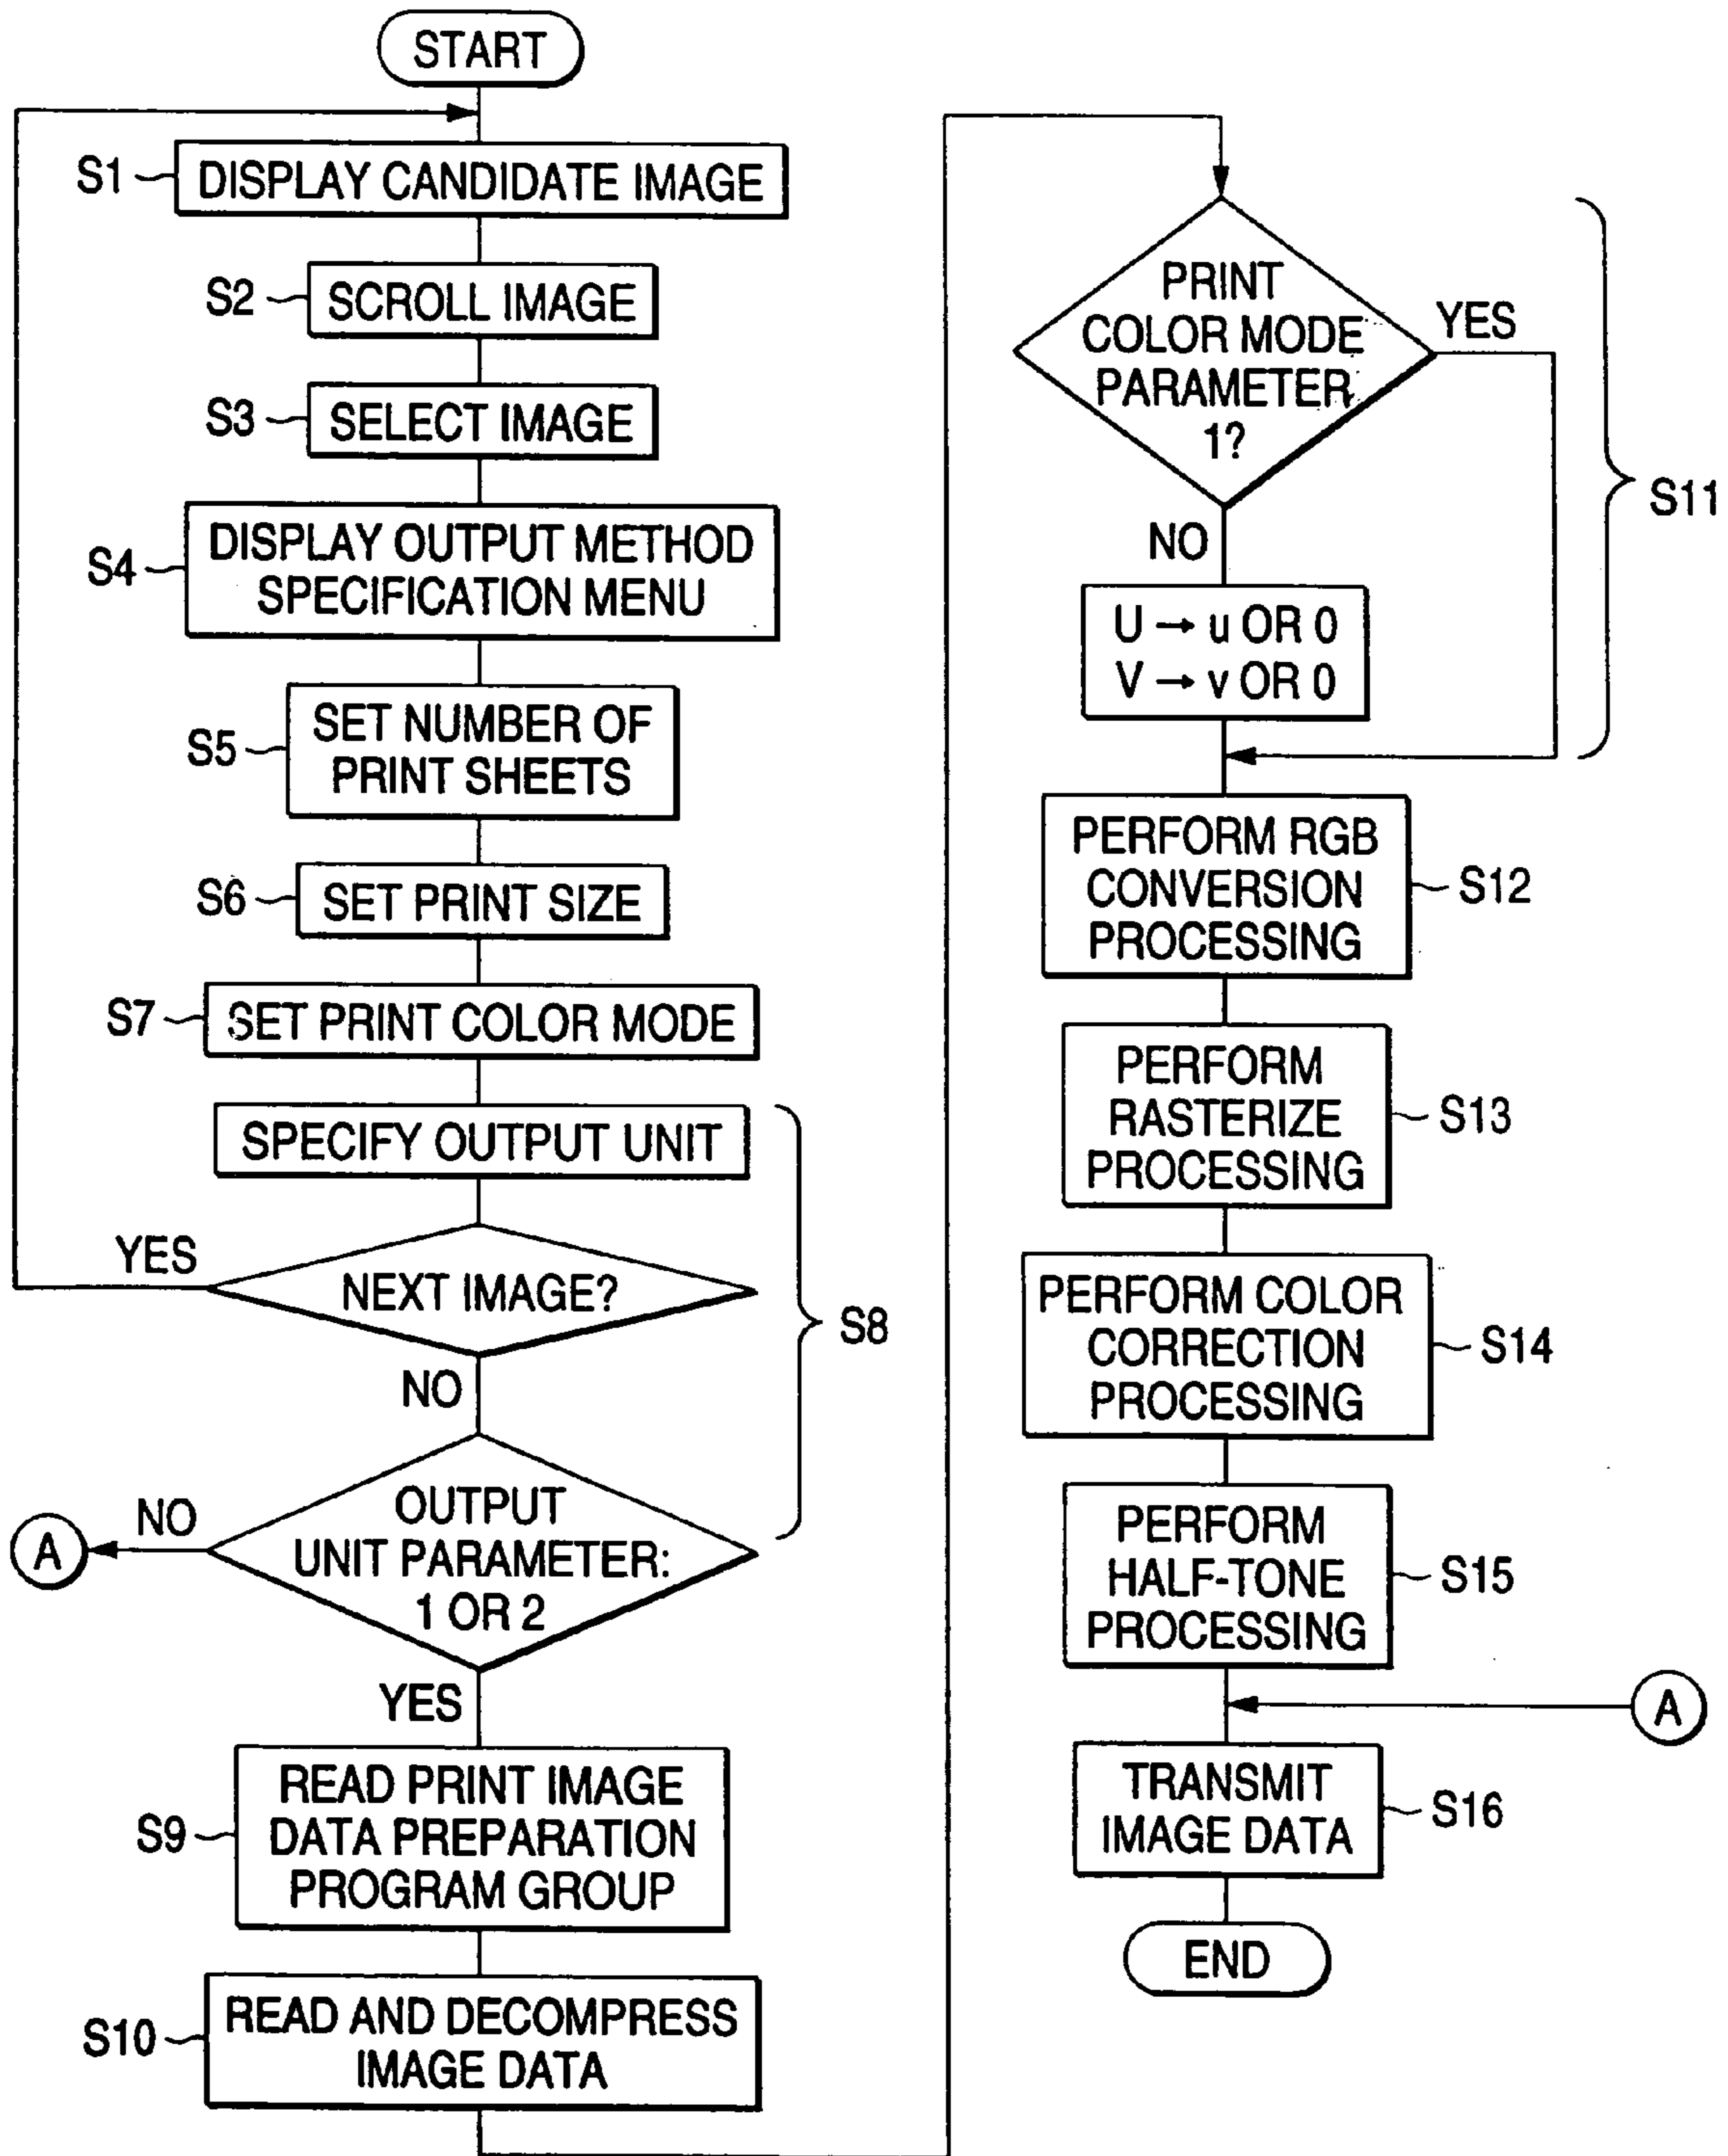 START
S1
DISPLAY CANDIDATE IMAGE
S2
SCROLL IMAGE
S3
SELECT IMAGE
S4
DISPLAY OUTPUT METHOD
SPECIFICATION MENU
S5
SET NUMBER OF
PRINT SHEETS
S6
SET PRINT SIZE
S7
SET PRINT COLOR MODE
SPECIFY OUTPUT UNIT
YES
NEXT IMAGE?
S8
NO
A
NO
OUTPUT
UNIT PARAMETER:
1 OR 2
YES
S9
READ PRINT IMAGE
DATA PREPARATION
PROGRAM GROUP
S10
READ AND DECOMPRESS
IMAGE DATA
PRINT
COLOR MODE
PARAMETER
1?
YES
S11
NO
U → u OR 0
V → v OR 0
PERFORM RGB
CONVERSION
PROCESSING
S12
PERFORM
RASTERIZE
PROCESSING
S13
PERFORM COLOR
CORRECTION
PROCESSING
S14
PERFORM
HALF-TONE
PROCESSING
S15
A
TRANSMIT
IMAGE DATA
S16
END